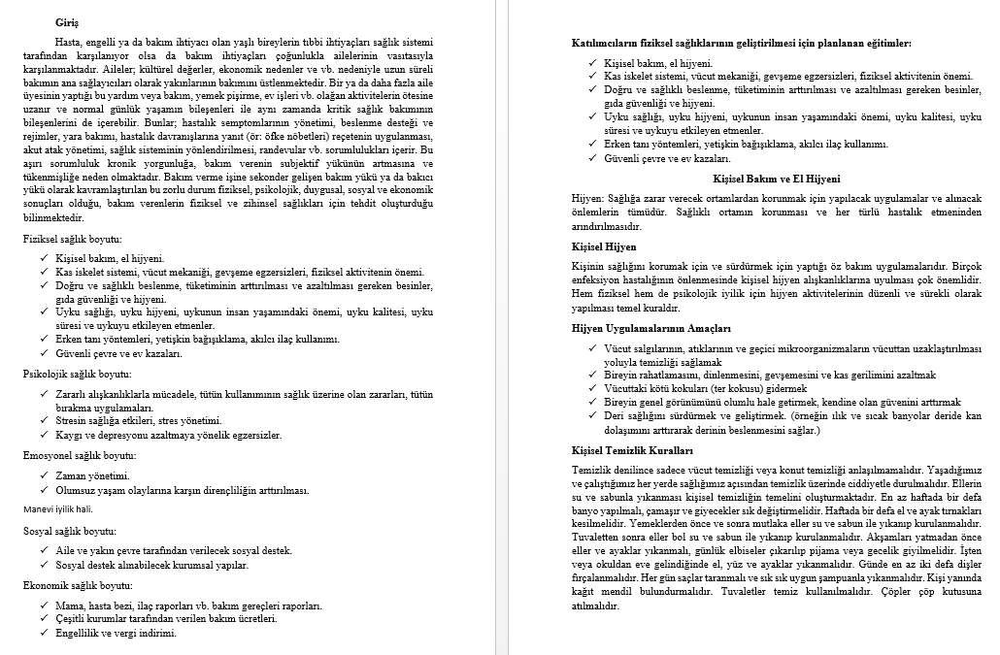 Giriş
Hasta, engelli ya da bakım ihtiyacı olan yaşlı bireylerin tıbbi ihtiyaçları sağlık sistemi
tarafından karşılanıyor olsa da bakım ihtiyaçları çoğunlukla ailelerinin vasıtasıyla
karşılanmaktadır. Aileler; kültürel değerler, ekonomik nedenler ve vb. nedeniyle uzun süreli
bakımın ana sağlayıcıları olarak yakınlarının bakımını üstlenmektedir. Bir ya da daha fazla aile
üyesinin yaptığı bu yardım veya bakım, yemek pişirme, ev işleri vb. olağan aktivitelerin ötesine
uzanır ve normal günlük yaşamın bileşenleri ile aynı zamanda kritik sağlık bakımının
bileşenlerini de içerebilir. Bunlar; hastalık semptomlarının yönetimi, beslenme desteği ve
rejimler, yara bakımı, hastalık davranışlarına yanıt (ör: öfke nöbetleri) reçetenin uygulanması,
akut atak yönetimi, sağlık sisteminin yönlendirilmesi, randevular vb. sorumlulukları içerir. Bu
aşırı sorumluluk kronik yorgunluğa, bakım verenin subjektif yükünün artmasına ve
tükenmişliğe neden olmaktadır. Bakım verme işine sekonder gelişen bakım yükü ya da bakıcı
yükü olarak kavramlaştırılan bu zorlu durum fiziksel, psikolojik, duygusal, sosyal ve ekonomik
sonuçları olduğu, bakım verenlerin fiziksel ve zihinsel sağlıkları için tehdit oluşturduğu
bilinmektedir.
Fiziksel sağlık boyutu:
✓ Kişisel bakım, el hijyeni.
✓ Kas iskelet sistemi, vücut mekaniği, gevşeme egzersizleri, fiziksel aktivitenin önemi.
✓ Doğru ve sağlıklı beslenme, tüketiminin arttırılması ve azaltılması gereken besinler,
gıda güvenliği ve hijyeni.
✓ Uyku sağlığı, uyku hijyeni, uykunun insan yaşamındaki önemi, uyku kalitesi, uyku
süresi ve uykuyu etkileyen etmenler.
✓ Erken tanı yöntemleri, yetişkin bağışıklama, akılcı ilaç kullanımı.
✓ Güvenli çevre ve ev kazaları.
Psikolojik sağlık boyutu:
✓ Zararlı alışkanlıklarla mücadele, tütün kullanımının sağlık üzerine olan zararları, tütün
bırakma uygulamaları.
✓ Stresin sağlığa etkileri, stres yönetimi.
✓ Kaygı ve depresyonu azaltmaya yönelik egzersizler.
Emosyonel sağlık boyutu:
✓ Zaman yönetimi.
✓ Olumsuz yaşam olaylarına karşın dirençliliğin arttırılması.
Manevi iyilik hali.
Sosyal sağlık boyutu:
✓ Aile ve yakın çevre tarafından verilecek sosyal destek.
✓ Sosyal destek alınabilecek kurumsal yapılar.
Ekonomik sağlık boyutu:
✓ Mama, hasta bezi, ilaç raporları vb. bakım gereçleri raporları.
✓ Çeşitli kurumlar tarafından verilen bakım ücretleri.
✓ Engellilik ve vergi indirimi.
Katılımcıların fiziksel sağlıklarının geliştirilmesi için planlanan eğitimler:
✓ Kişisel bakım, el hijyeni.
✓ Kas iskelet sistemi, vücut mekaniği, gevşeme egzersizleri, fiziksel aktivitenin önemi.
✓ Doğru ve sağlıklı beslenme, tüketiminin arttırılması ve azaltılması gereken besinler,
gıda güvenliği ve hijyeni.
✓ Uyku sağlığı, uyku hijyeni, uykunun insan yaşamındaki önemi, uyku kalitesi, uyku
süresi ve uykuyu etkileyen etmenler.
✓ Erken tanı yöntemleri, yetişkin bağışıklama, akılcı ilaç kullanımı.
✓ Güvenli çevre ve ev kazaları.
Kişisel Bakım ve El Hijyeni
Hijyen: Sağlığa zarar verecek ortamlardan korunmak için yapılacak uygulamalar ve alınacak
önlemlerin tümüdür. Sağlıklı ortamın korunması ve her türlü hastalık etmeninden
arındırılmasıdır.
Kişisel Hijyen
Kişinin sağlığını korumak için ve sürdürmek için yaptığı öz bakım uygulamalarıdır. Birçok
enfeksiyon hastalığının önlenmesinde kişisel hijyen alışkanlıklarına uyulması çok önemlidir.
Hem fiziksel hem de psikolojik iyilik için hijyen aktivitelerinin düzenli ve sürekli olarak
yapılması temel kuraldır.
Hijyen Uygulamalarının Amaçları
✓ Vücut salgılarının, atıklarının ve geçici mikroorganizmaların vücuttan uzaklaştırılması
yoluyla temizliği sağlamak
✓ Bireyin rahatlamasını, dinlenmesini, gevşemesini ve kas gerilimini azaltmak
✓ Vücuttaki kötü kokuları (ter kokusu) gidermek
✓ Bireyin genel görünümünü olumlu hale getirmek, kendine olan güvenini arttırmak
✓ Deri sağlığını sürdürmek ve geliştirmek. (örneğin ılık ve sıcak banyolar deride kan
dolaşımını arttırarak derinin beslenmesini sağlar.)
Kişisel Temizlik Kuralları
Temizlik denilince sadece vücut temizliği veya konut temizliği anlaşılmamalıdır. Yaşadığımız
ve çalıştığımız her yerde sağlığımız açısından temizlik üzerinde ciddiyetle durulmalıdır. Ellerin
su ve sabunla yıkanması kişisel temizliğin temelini oluşturmaktadır. En az haftada bir defa
banyo yapılmalı, çamaşır ve giyecekler sık değiştirmelidir. Haftada bir defa el ve ayak tırnakları
kesilmelidir. Yemeklerden önce ve sonra mutlaka eller su ve sabun ile yıkanıp kurulanmalıdır.
Tuvaletten sonra eller bol su ve sabun ile yıkanıp kurulanmalıdır. Akşamları yatmadan önce
eller ve ayaklar yıkanmalı, günlük elbiseler çıkarılıp pijama veya gecelik giyilmelidir. İşten
veya okuldan eve gelindiğinde el, yüz ve ayaklar yıkanmalıdır. Günde en az iki defa dişler
fırçalanmalıdır. Her gün saçlar taranmalı ve sık sık uygun şampuanla yıkanmalıdır. Kişi yanında
kağıt mendil bulundurmalıdır. Tuvaletler temiz kullanılmalıdır. Çöpler çöp kutusuna
atılmalıdır.